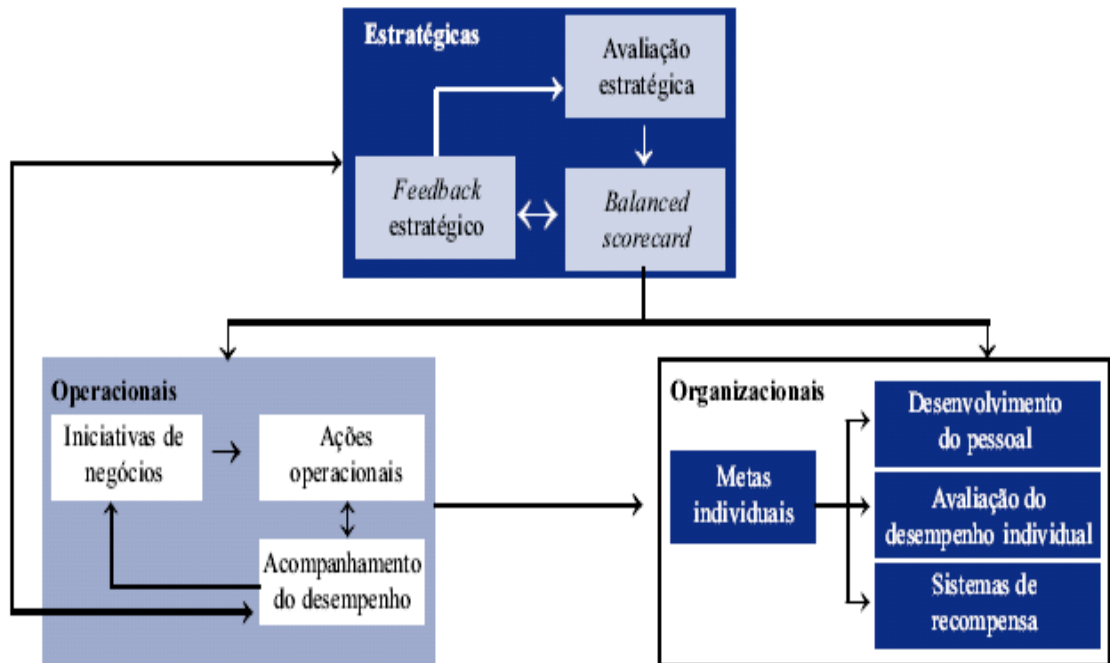 Estratégicas
Avaliação
estratégica
Feedback
estratégico
Balanced
scorecard
Operacionais
Iniciativas de
negócios
Ações
operacionais
Acompanhamento
do desempenho
Organizacionais
Metas
individuais
Desenvolvimento
do pessoal
Avaliação do
desempenho individual
Sistemas de
recompensa